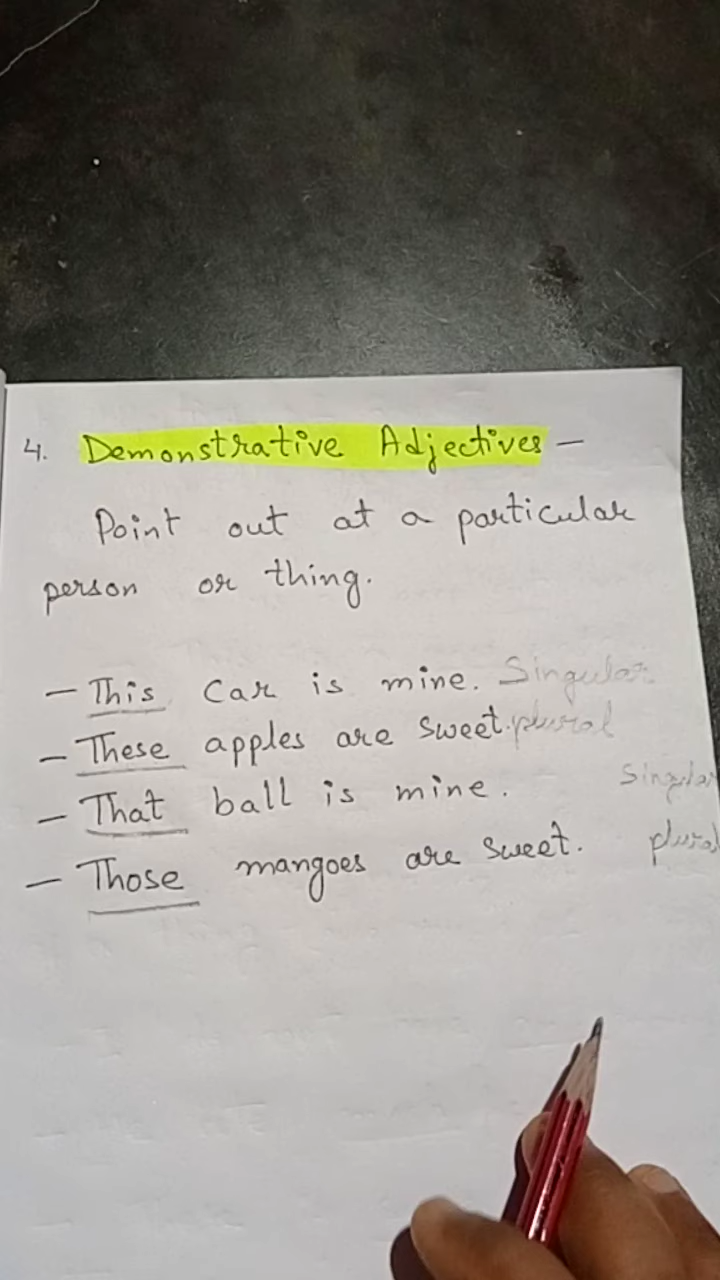 4. Demonstrative Adjectives —
Point out at a particular
person or thing.
— This Car is mine. Singular
— These apples are sweet. plural
— That ball is mine. Singular
— Those mangoes are sweet. plural